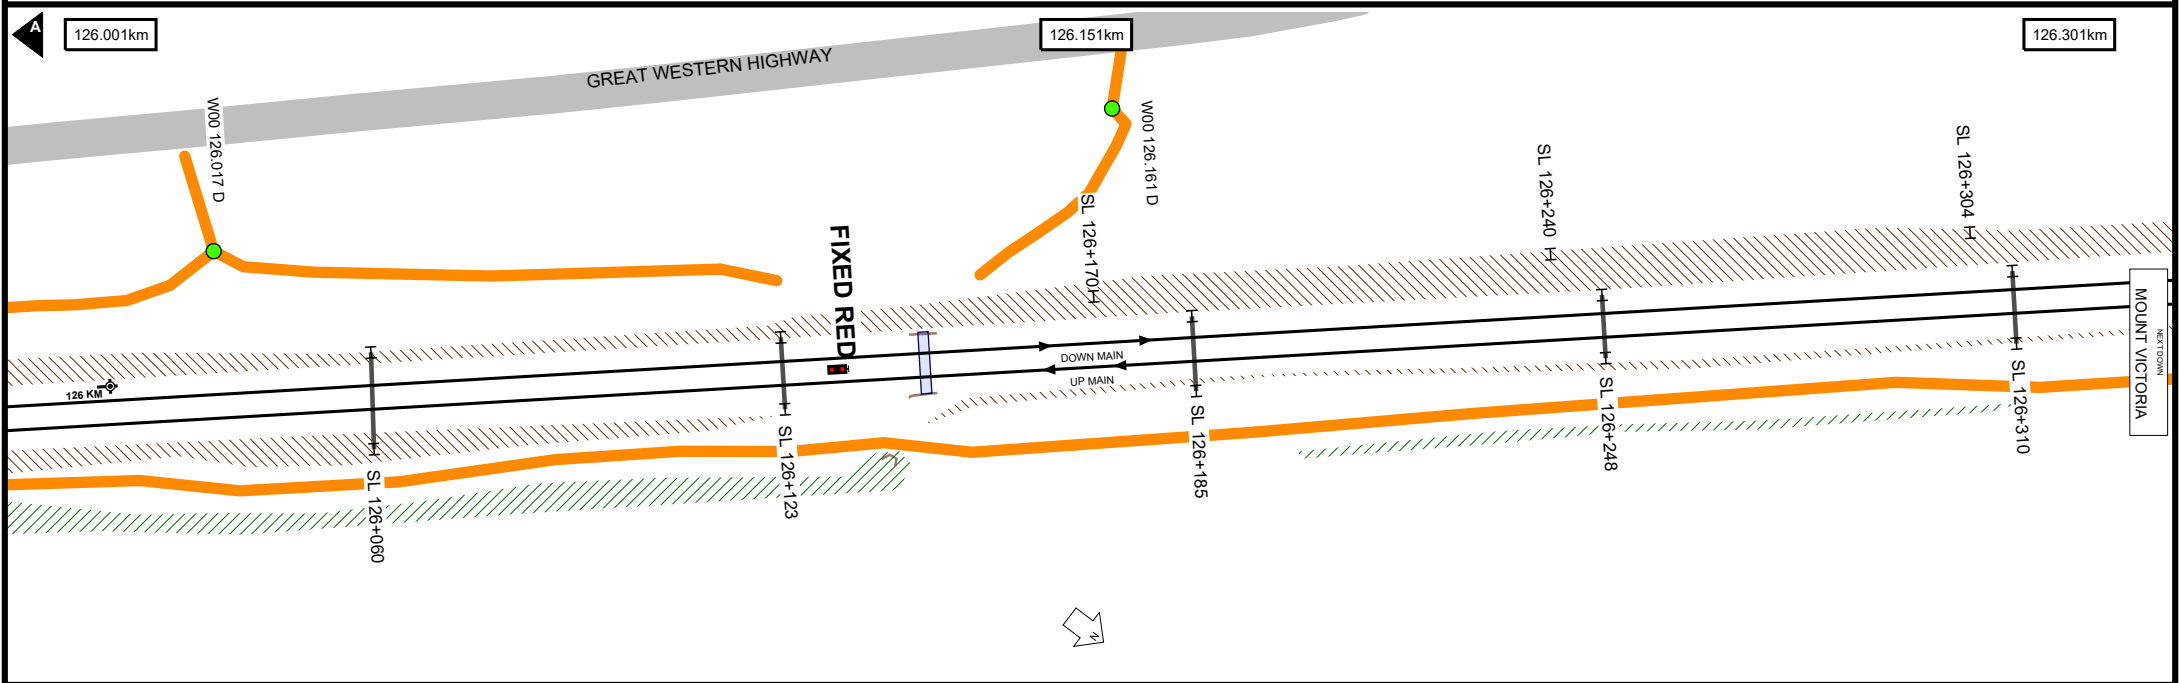 A
126.001km
126.151km
126.301km
GREAT WESTERN HIGHWAY
W00 126.017 D
W00 126.161 D
SL 126+170
SL 126+240
SL 126+304
FIXED RED
126 KM
DOWN MAIN
UP MAIN
SL 126+060
SL 126+123
SL 126+185
SL 126+248
SL 126+310
NEXT DOWN
MOUNT VICTORIA
N